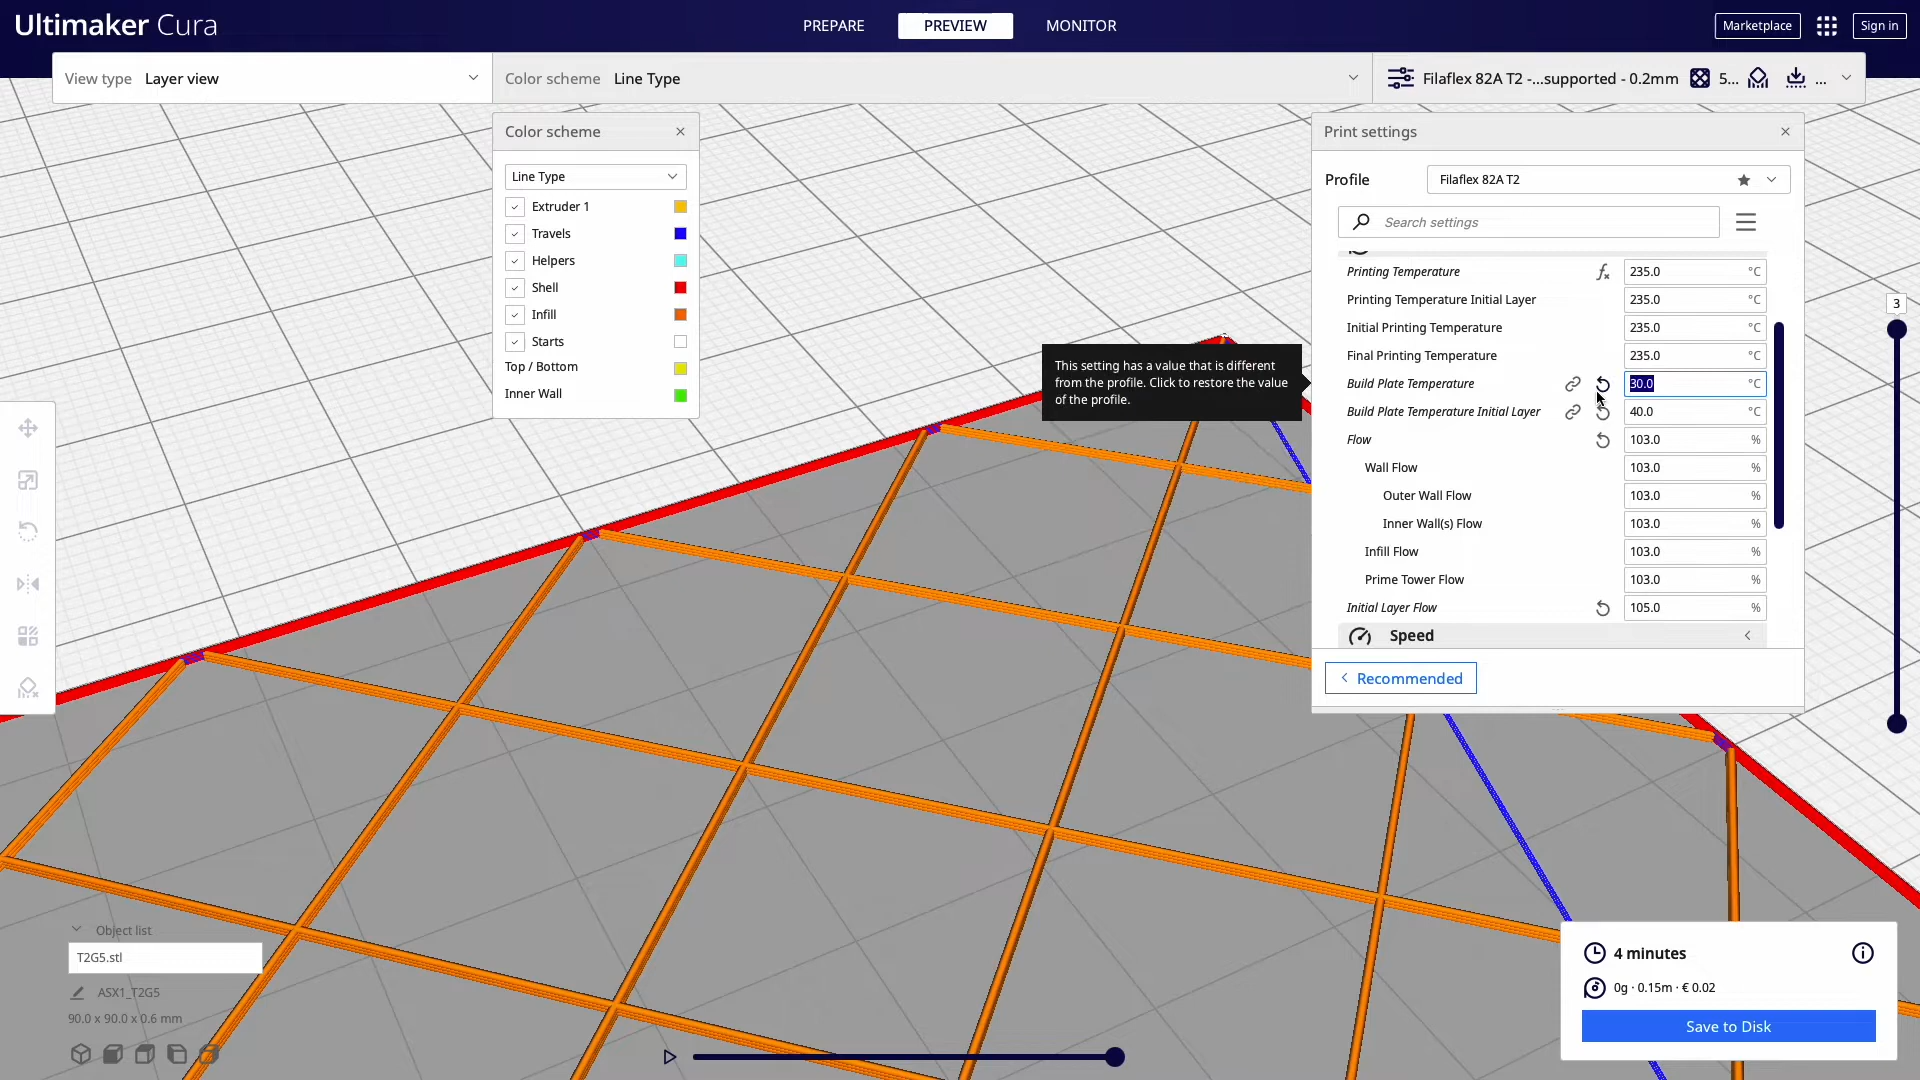 Ultimaker Cura
PREPARE
PREVIEW
MONITOR
Marketplace
Sign in
View type Layer view
Color scheme Line Type
Filaflex 82A T2 -...supported - 0.2mm
5...
...
Color scheme
Line Type
Extruder 1
Travels
Helpers
Shell
Infill
Starts
Top / Bottom
Inner Wall
Print settings
Profile
Filaflex 82A T2
Search settings
Printing Temperature 235.0 °C
Printing Temperature Initial Layer 235.0 °C
Initial Printing Temperature 235.0 °C
Final Printing Temperature 235.0 °C
Build Plate Temperature 30.0 °C
Build Plate Temperature Initial Layer 40.0 °C
Flow 103.0 %
Wall Flow 103.0 %
Outer Wall Flow 103.0 %
Inner Wall(s) Flow 103.0 %
Infill Flow 103.0 %
Prime Tower Flow 103.0 %
Initial Layer Flow 105.0 %
Speed
Recommended
This setting has a value that is different
from the profile. Click to restore the value
of the profile.
3
Object list
T2G5.stl
ASX1_T2G5
90.0 x 90.0 x 0.6 mm
4 minutes
0g · 0.15m · € 0.02
Save to Disk